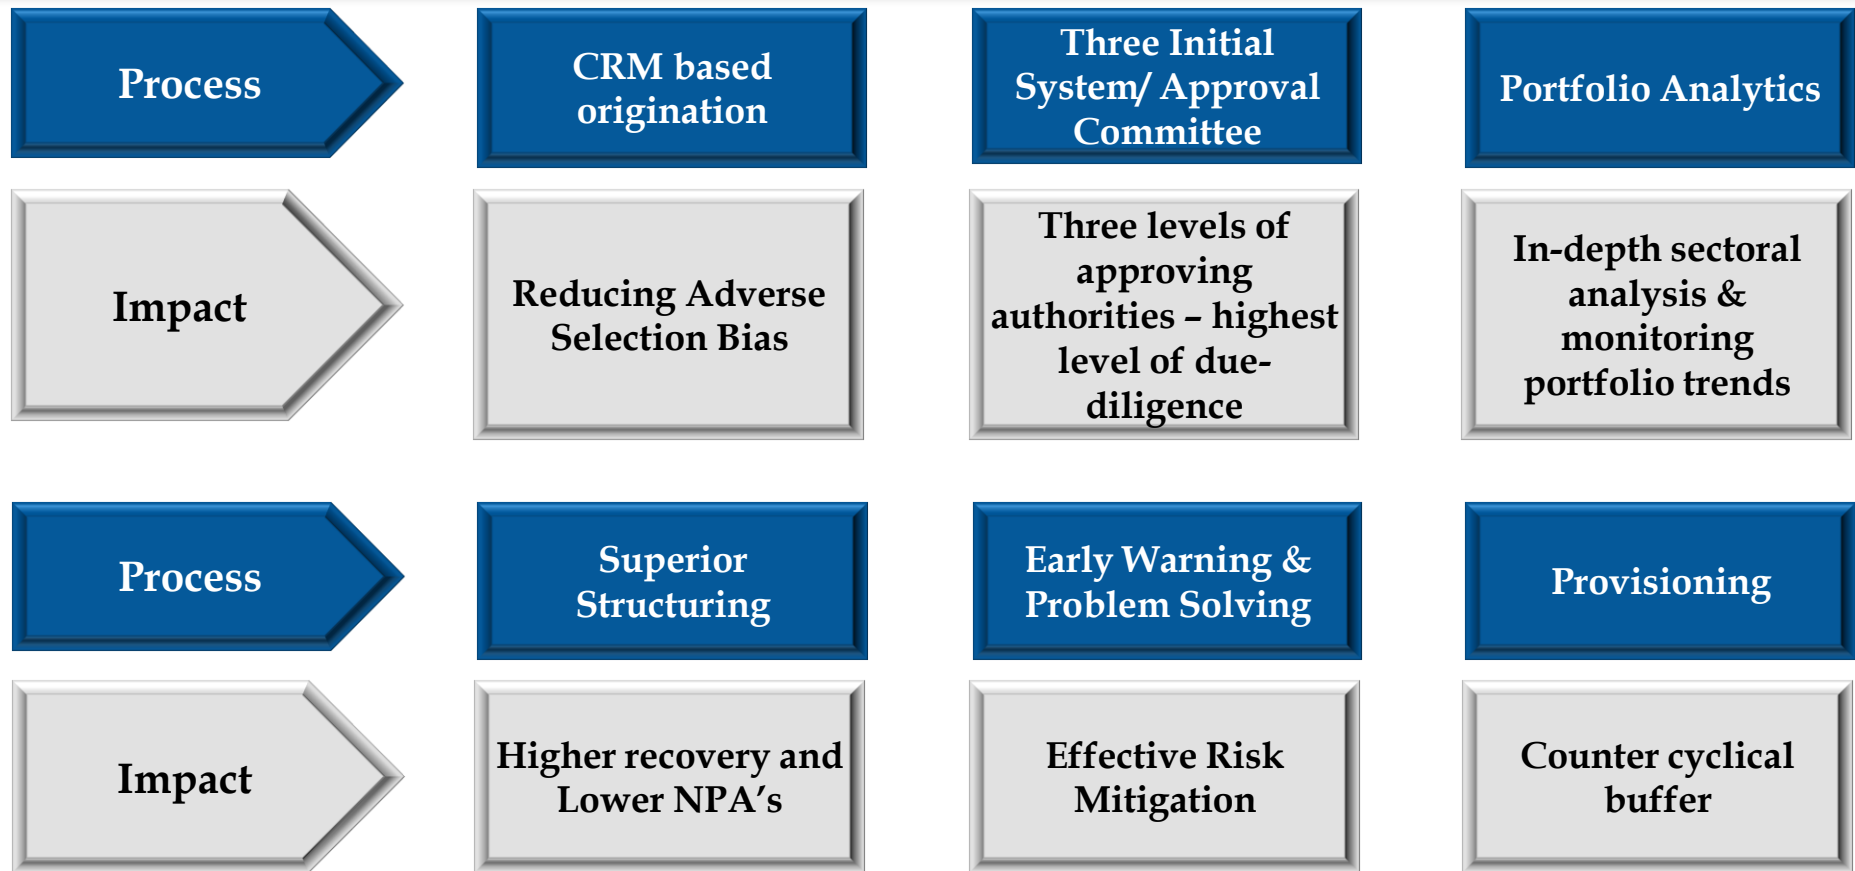 Process
CRM based
origination
Three Initial
System/ Approval
Committee
Portfolio Analytics
Impact
Reducing Adverse
Selection Bias
Three levels of
approving
authorities – highest
level of due-
diligence
In-depth sectoral
analysis &
monitoring
portfolio trends
Process
Superior
Structuring
Early Warning &
Problem Solving
Provisioning
Impact
Higher recovery and
Lower NPA’s
Effective Risk
Mitigation
Counter cyclical
buffer